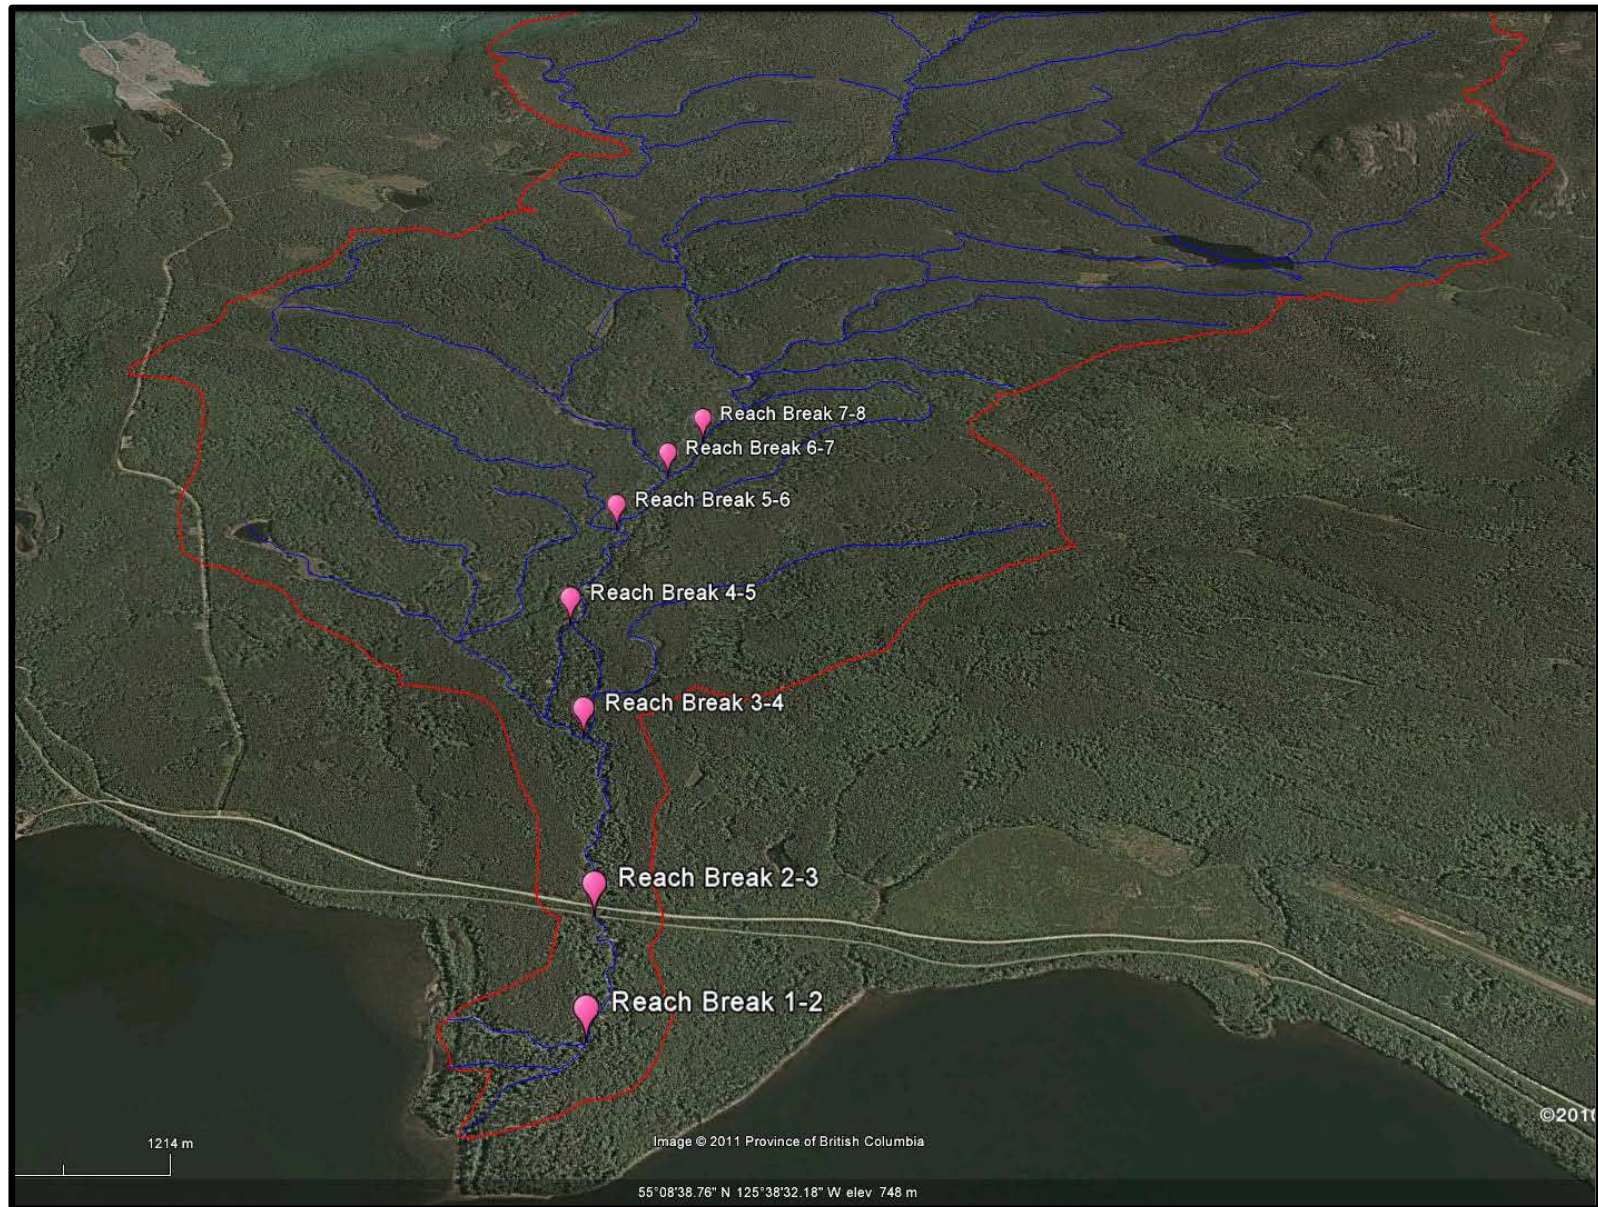 Reach Break 7-8
Reach Break 6-7
Reach Break 5-6
Reach Break 4-5
Reach Break 3-4
Reach Break 2-3
Reach Break 1-2
©2010
1214 m
Image © 2011 Province of British Columbia
55°08'38.76" N 125°38'32.18" W elev 748 m